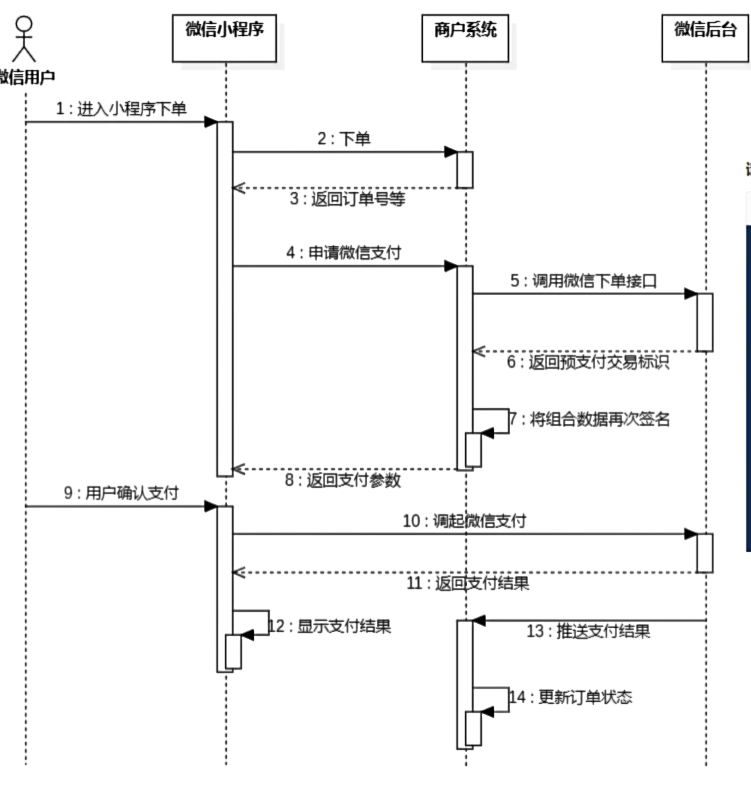 微信小程序
商户系统
微信后台
微信用户
1 : 进入小程序下单
2 : 下单
3 : 返回订单号等
4 : 申请微信支付
5 : 调用微信下单接口
6 : 返回预支付交易标识
7 : 将组合数据再次签名
8 : 返回支付参数
9 : 用户确认支付
10 : 调起微信支付
11 : 返回支付结果
12 : 显示支付结果
13 : 推送支付结果
14 : 更新订单状态